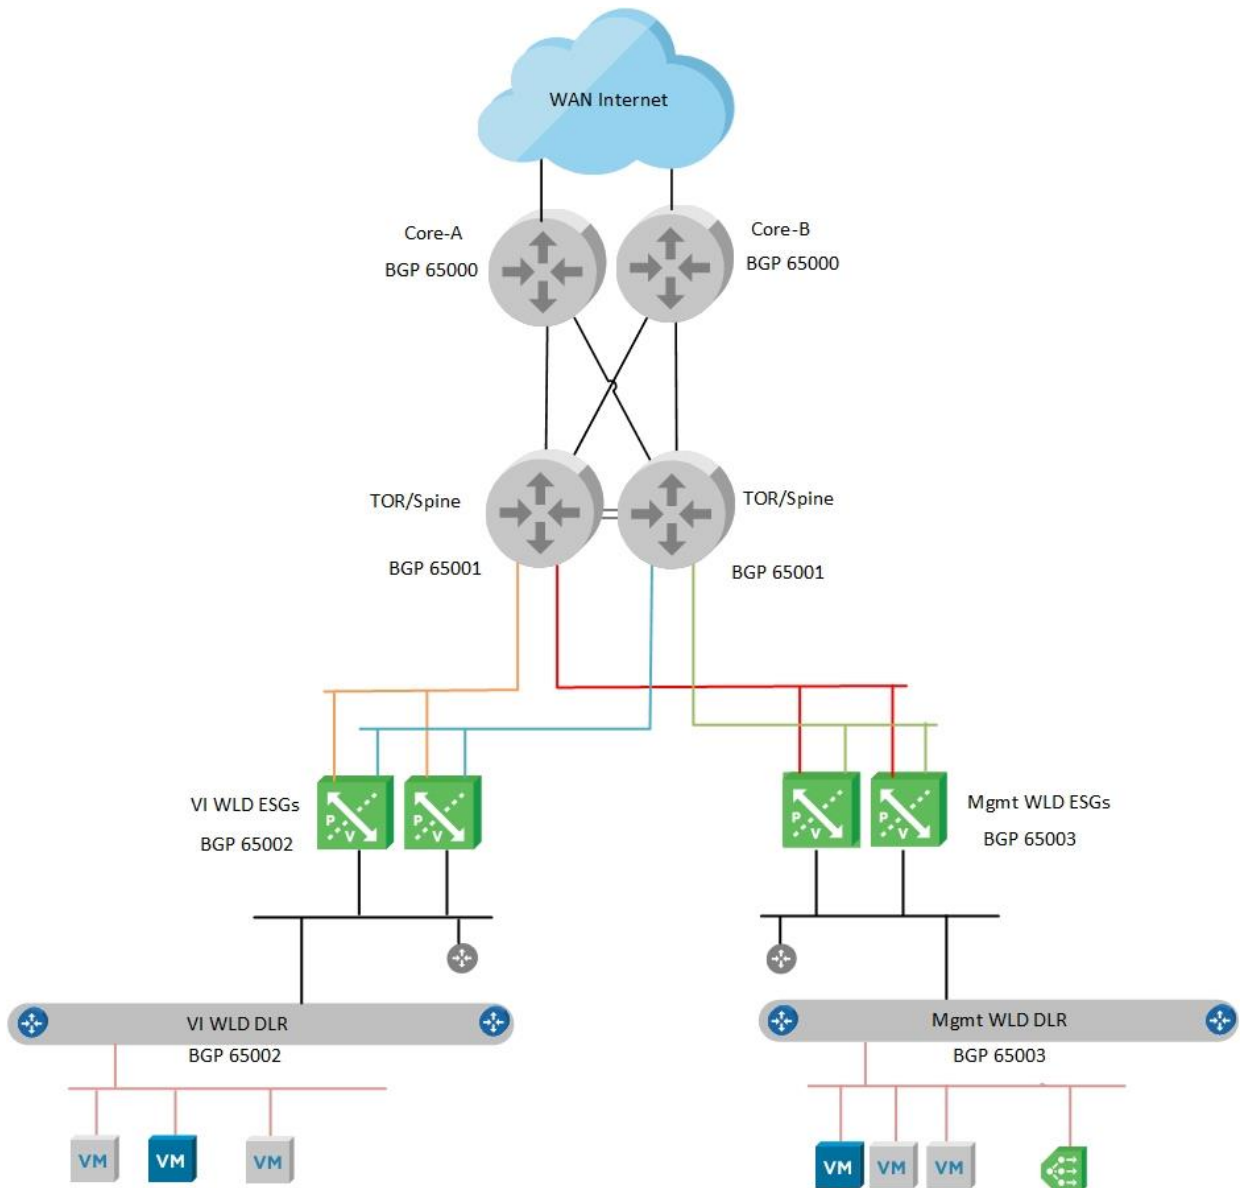 WAN Internet
Core-A
BGP 65000
Core-B
BGP 65000
TOR/Spine
BGP 65001
TOR/Spine
BGP 65001
VI WLD ESGs
BGP 65002
P
V
P
V
P
V
P
V
Mgmt WLD ESGs
BGP 65003
VI WLD DLR
BGP 65002
Mgmt WLD DLR
BGP 65003
VM
VM
VM
VM
VM
VM